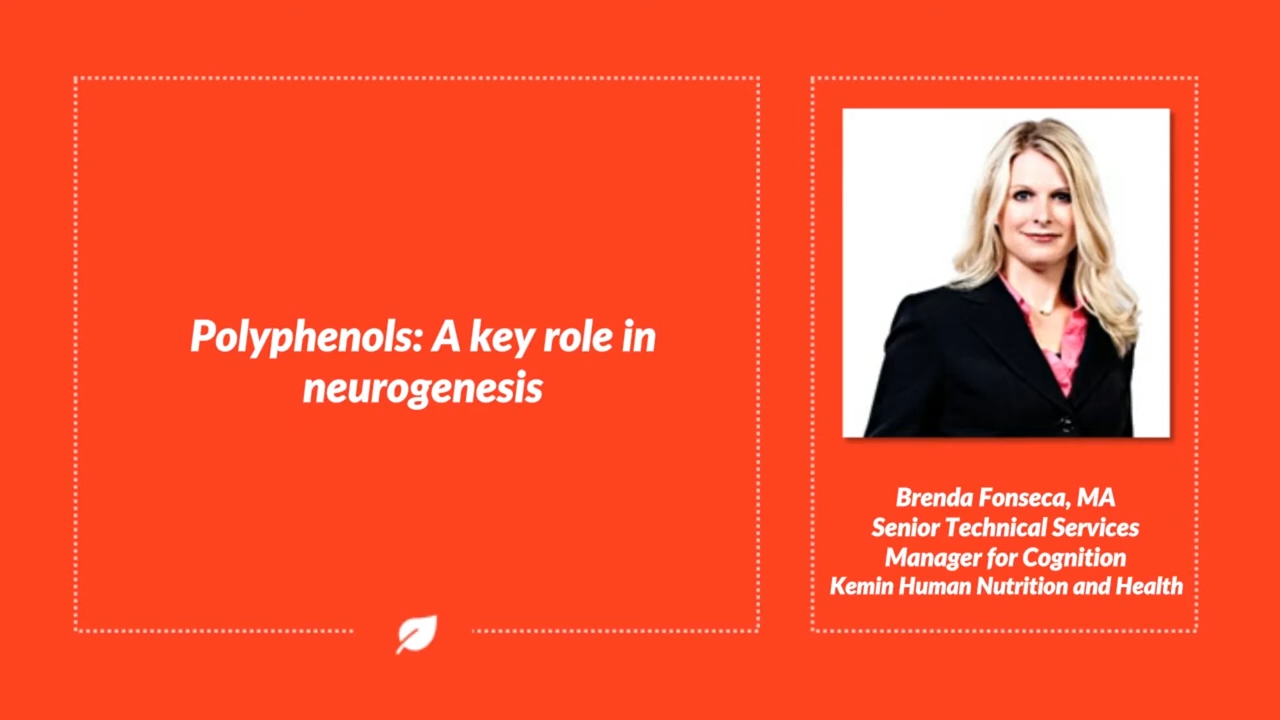 Polyphenols: A key role in
neurogenesis
Brenda Fonseca, MA
Senior Technical Services
Manager for Cognition
Kemin Human Nutrition and Health